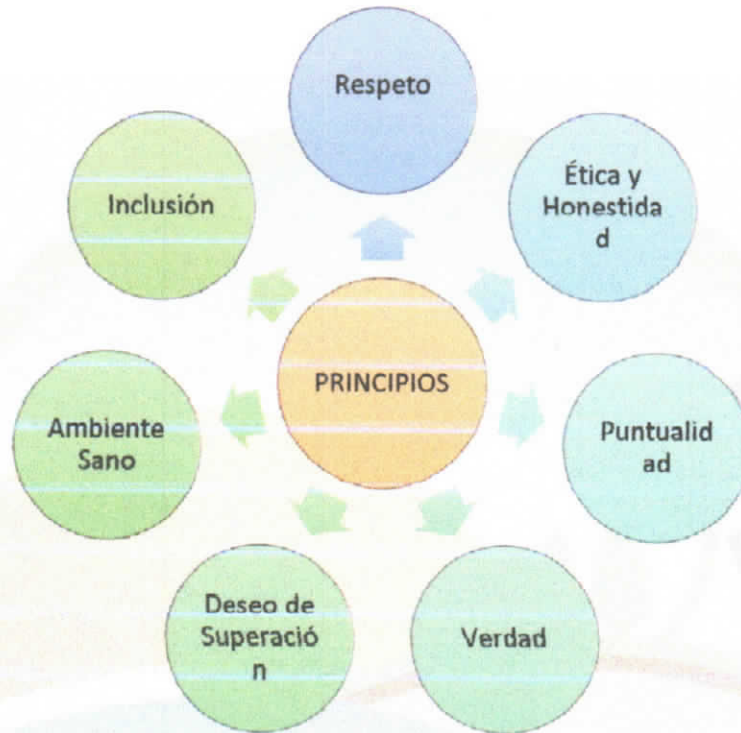 Respeto
Ética y
Honestida
d
Puntualid
ad
Verdad
Deseo de
Superació
n
Ambiente
Sano
Inclusión
PRINCIPIOS